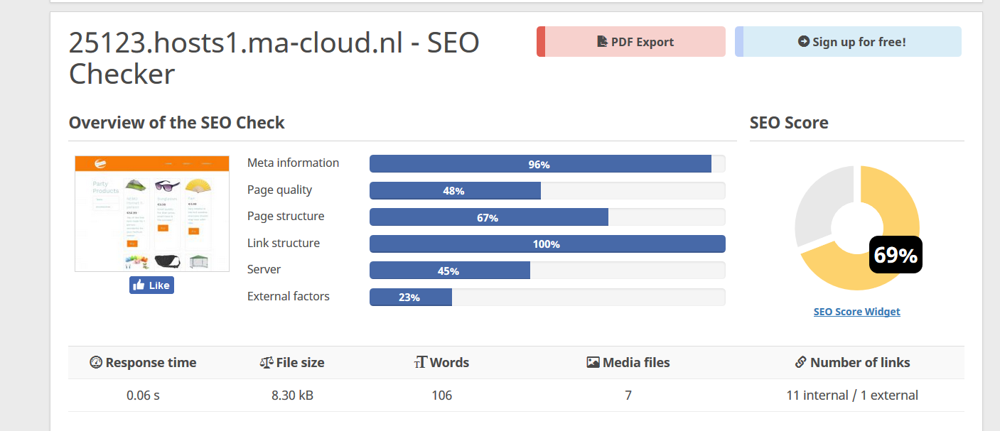 25123.hosts1.ma-cloud.nl - SEO
Checker
PDF Export
Sign up for free!
Overview of the SEO Check
SEO Score
Party
Products
Meta information 96%
Page quality 48%
Page structure 67%
Link structure 100%
Server 45%
External factors 23%
Like
69%
SEO Score Widget
Response time File size Words Media files Number of links
0.06 s 8.30 kB 106 7 11 internal / 1 external